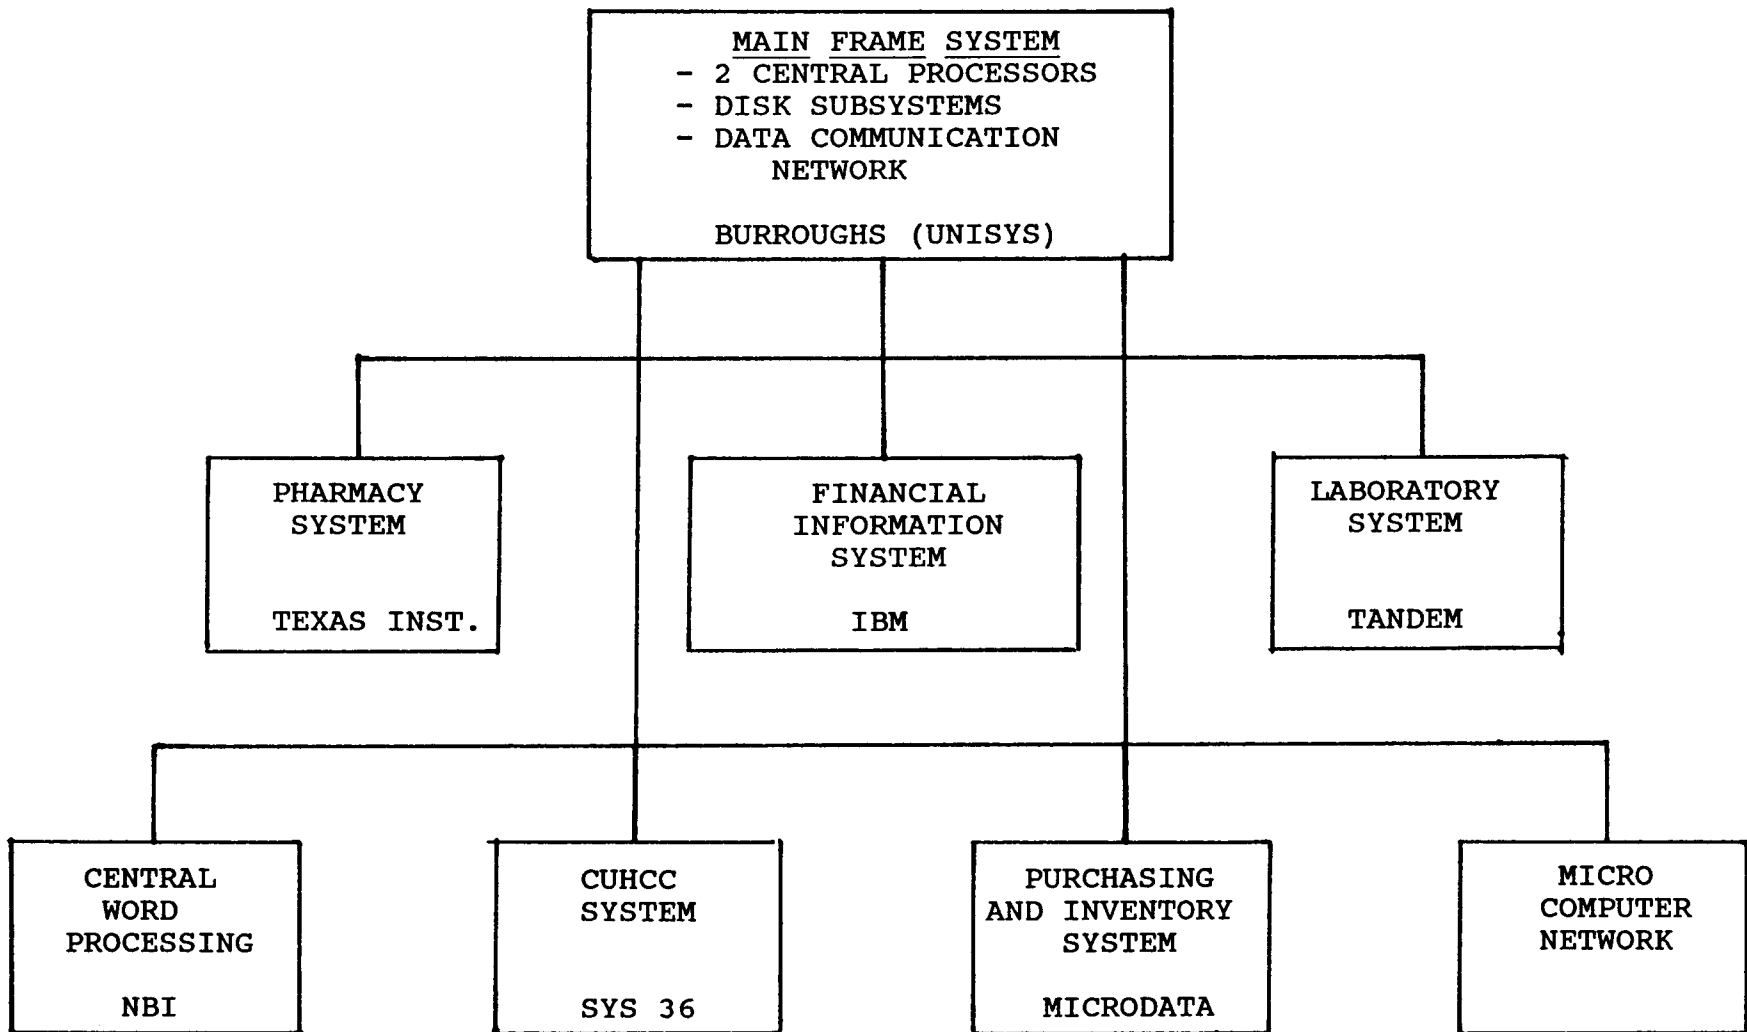 MAIN FRAME SYSTEM
- 2 CENTRAL PROCESSORS
- DISK SUBSYSTEMS
- DATA COMMUNICATION
NETWORK
BURROUGHS (UNISYS)
PHARMACY
SYSTEM
TEXAS INST.
FINANCIAL
INFORMATION
SYSTEM
IBM
LABORATORY
SYSTEM
TANDEM
CENTRAL
WORD
PROCESSING
NBI
CUHCC
SYSTEM
SYS 36
PURCHASING
AND INVENTORY
SYSTEM
MICRODATA
MICRO
COMPUTER
NETWORK